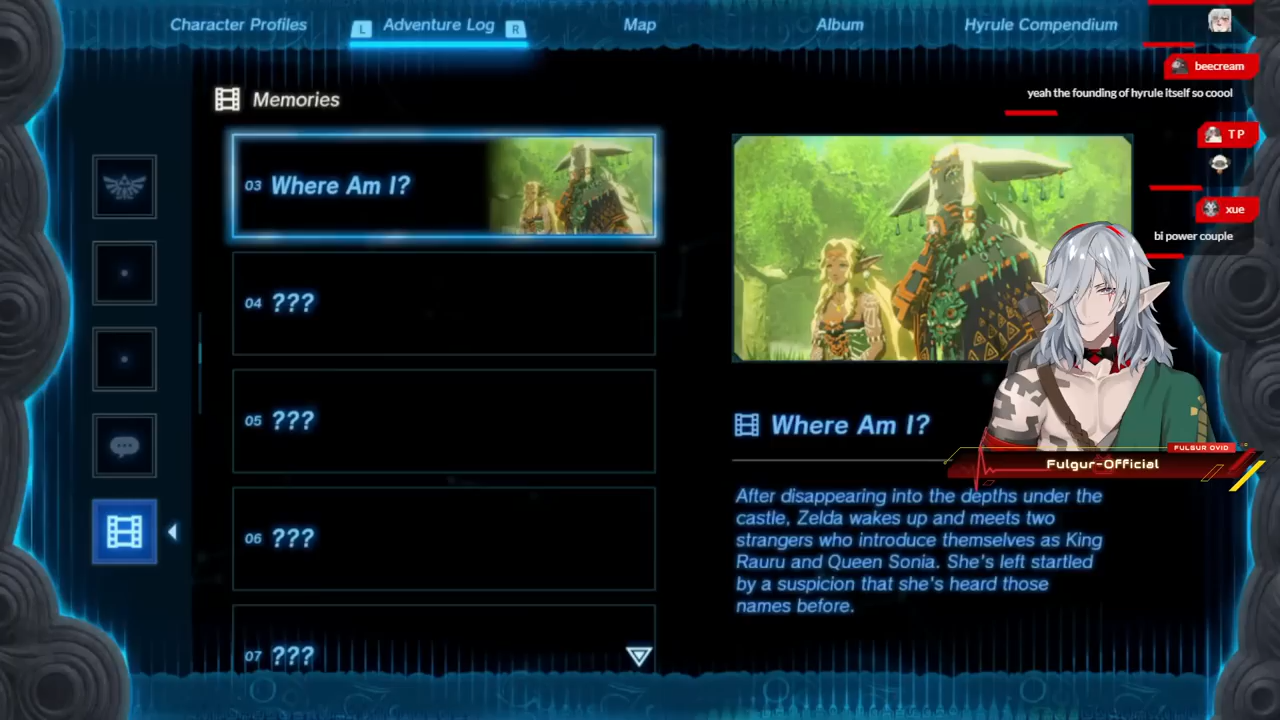 Character Profiles
L Adventure Log R
Map
Album
Hyrule Compendium
Memories
03 Where Am I?
04 ???
05 ???
06 ???
07 ???
Where Am I?
After disappearing into the depths under the
castle, Zelda wakes up and meets two
strangers who introduce themselves as King
Rauru and Queen Sonia. She's left startled
by a suspicion that she's heard those
names before.
beecream
yeah the founding of hyrule itself so coool
TP
xue
bi power couple
FULGUR OVID
Fulgur-Official